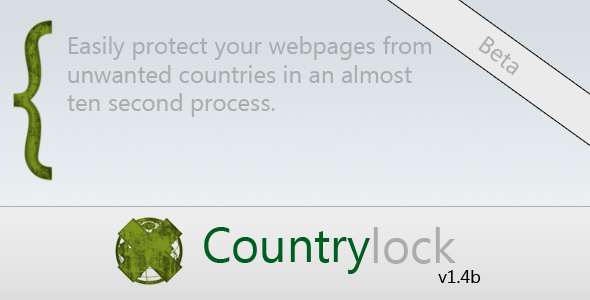 { Easily protect your webpages from
unwanted countries in an almost
ten second process.
Beta
Countrylock
v1.4b